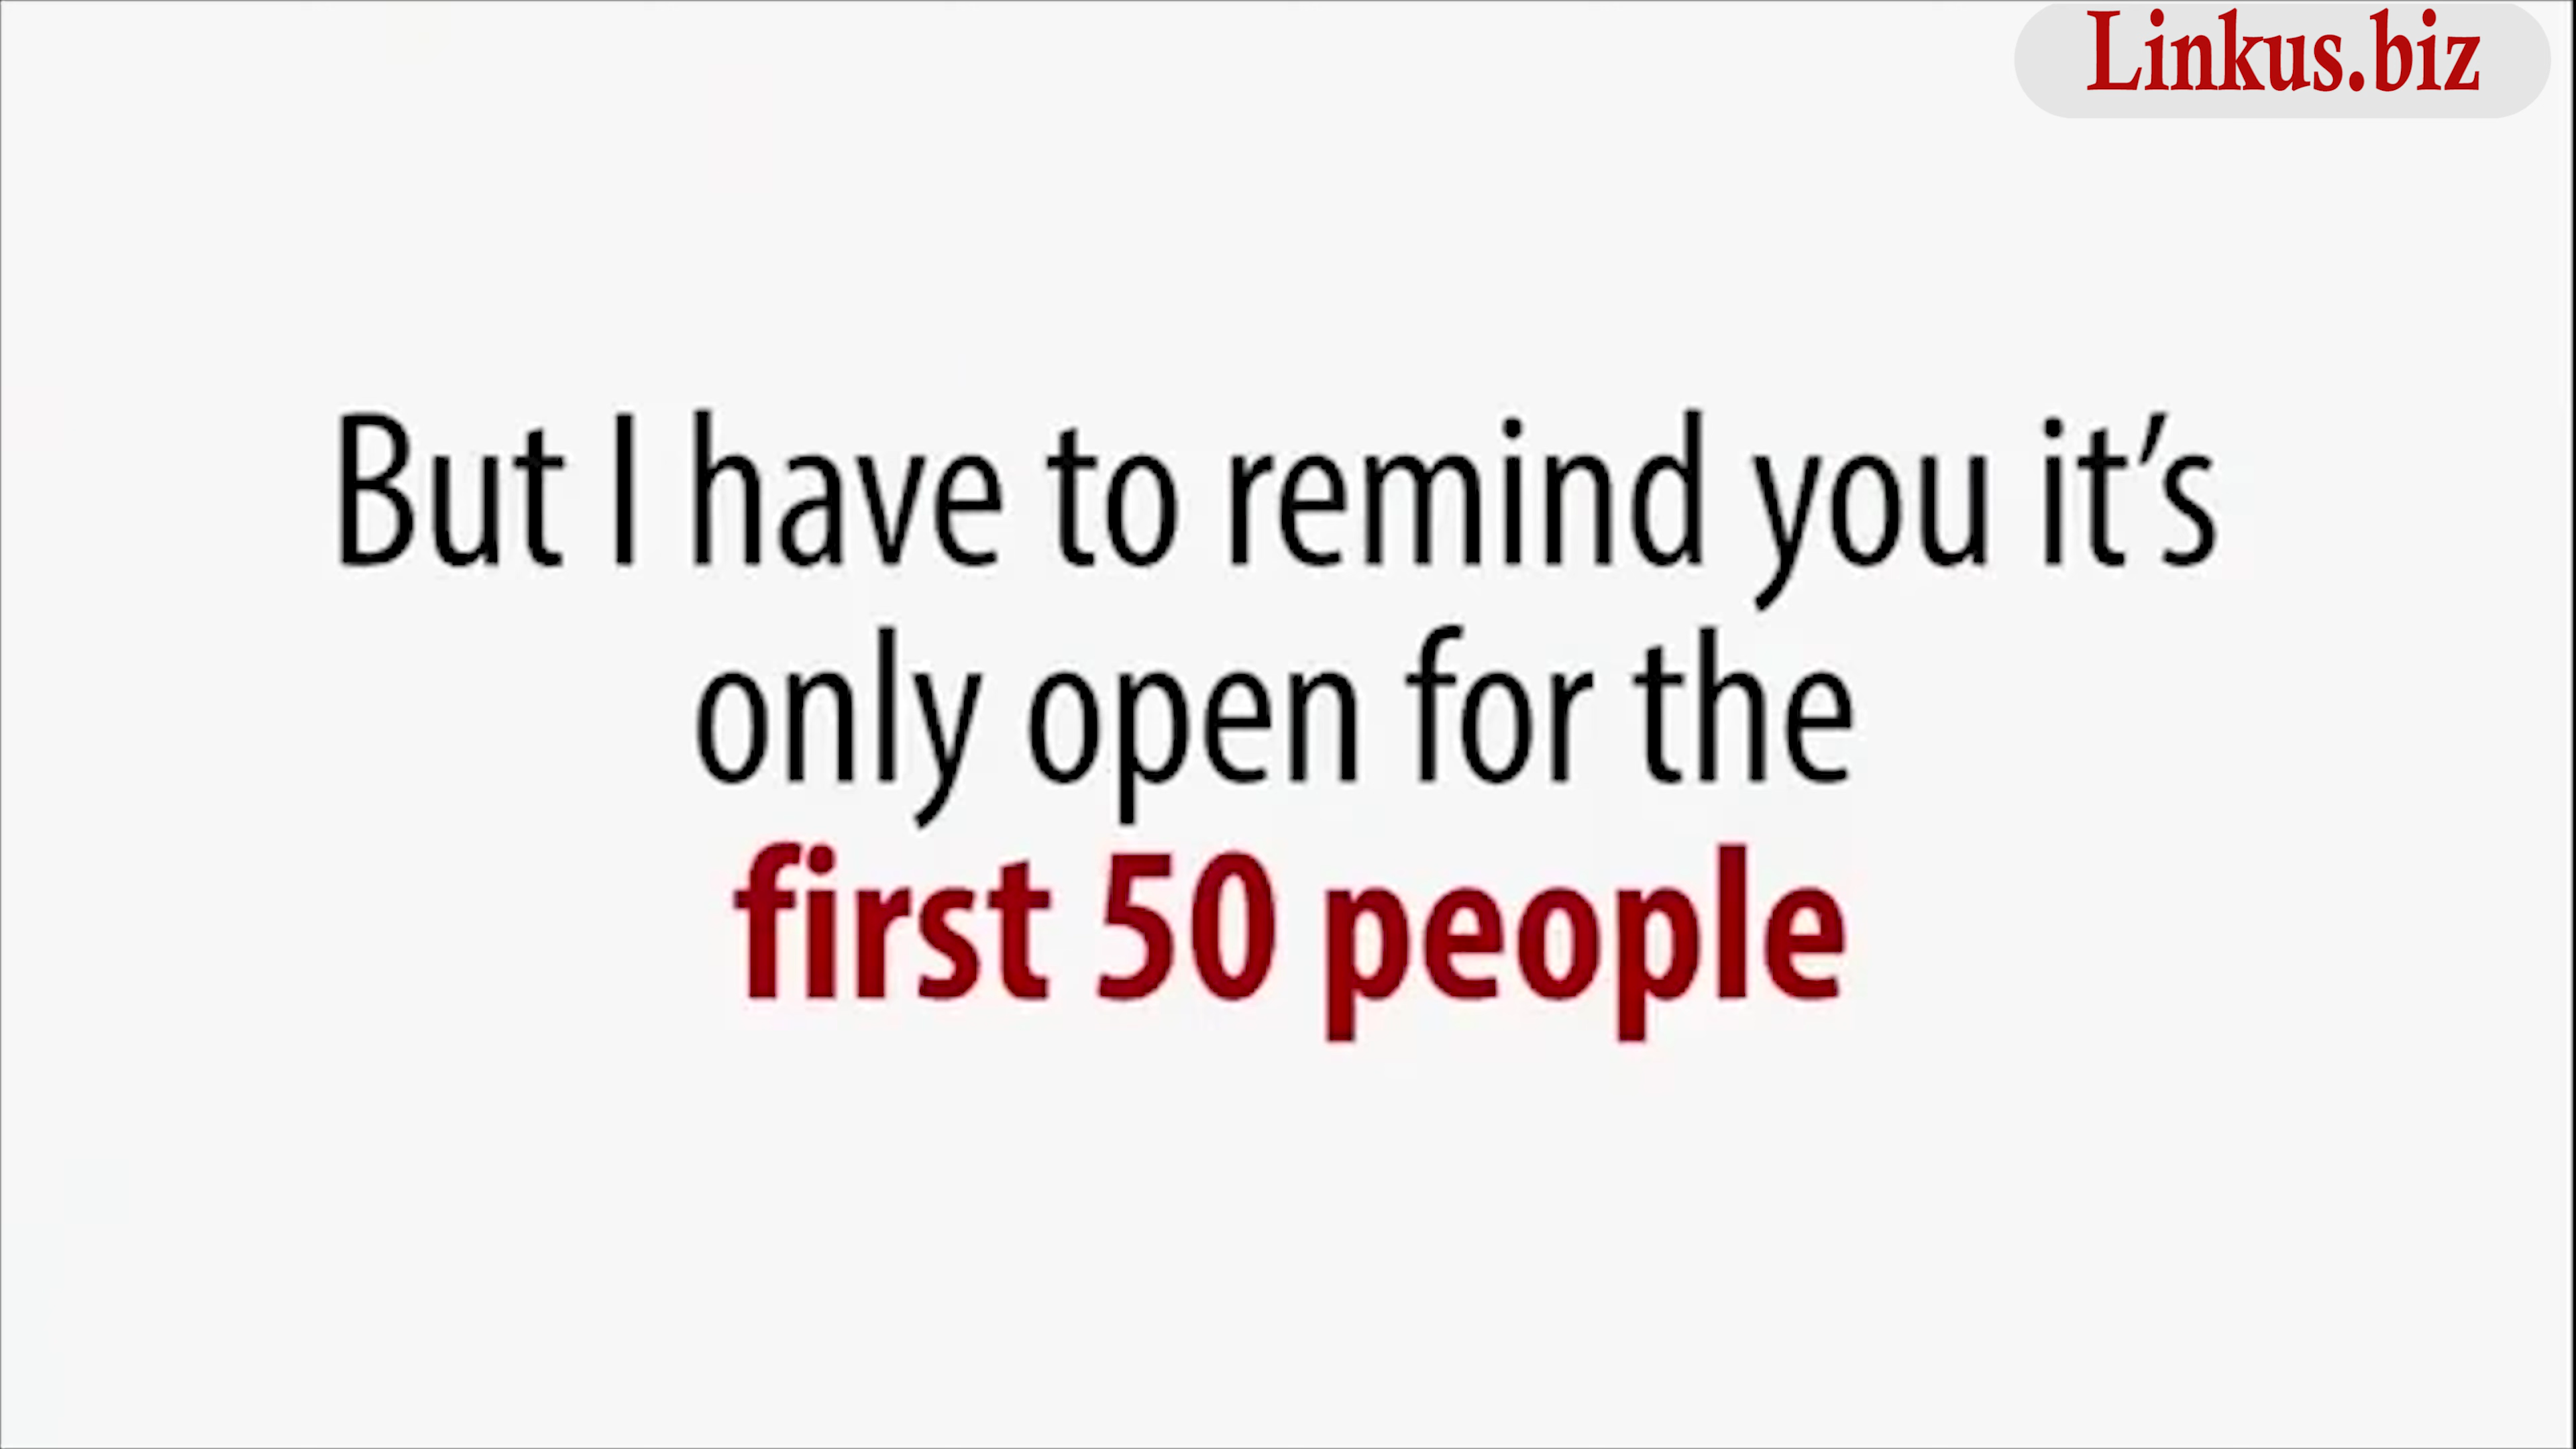 Linkus.biz
But I have to remind you it’s
only open for the
first 50 people